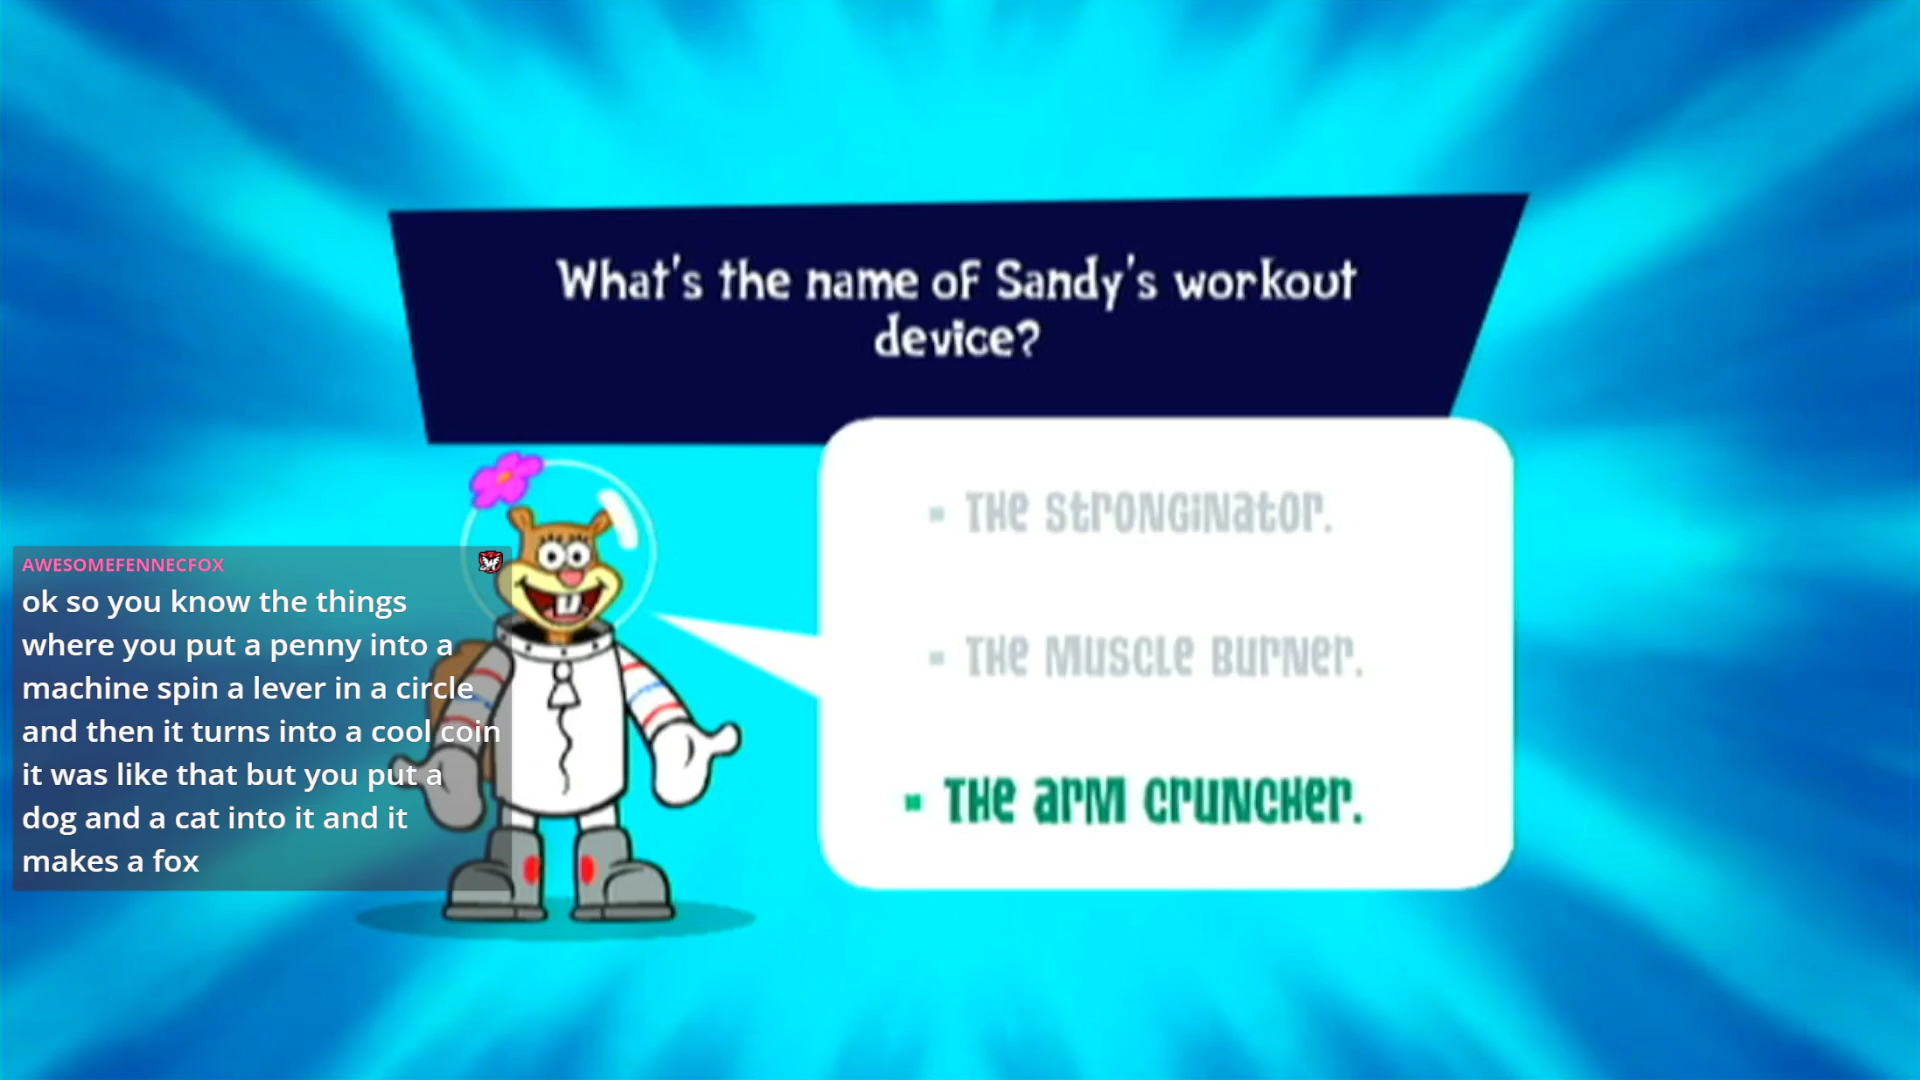 What's the name of Sandy's workout
device?
The Stronginator.
The Muscle Burner.
The Arm Cruncher.
AWESOMEFENNECFOX
ok so you know the things
where you put a penny into a
machine spin a lever in a circle
and then it turns into a cool coin
it was like that but you put a
dog and a cat into it and it
makes a fox